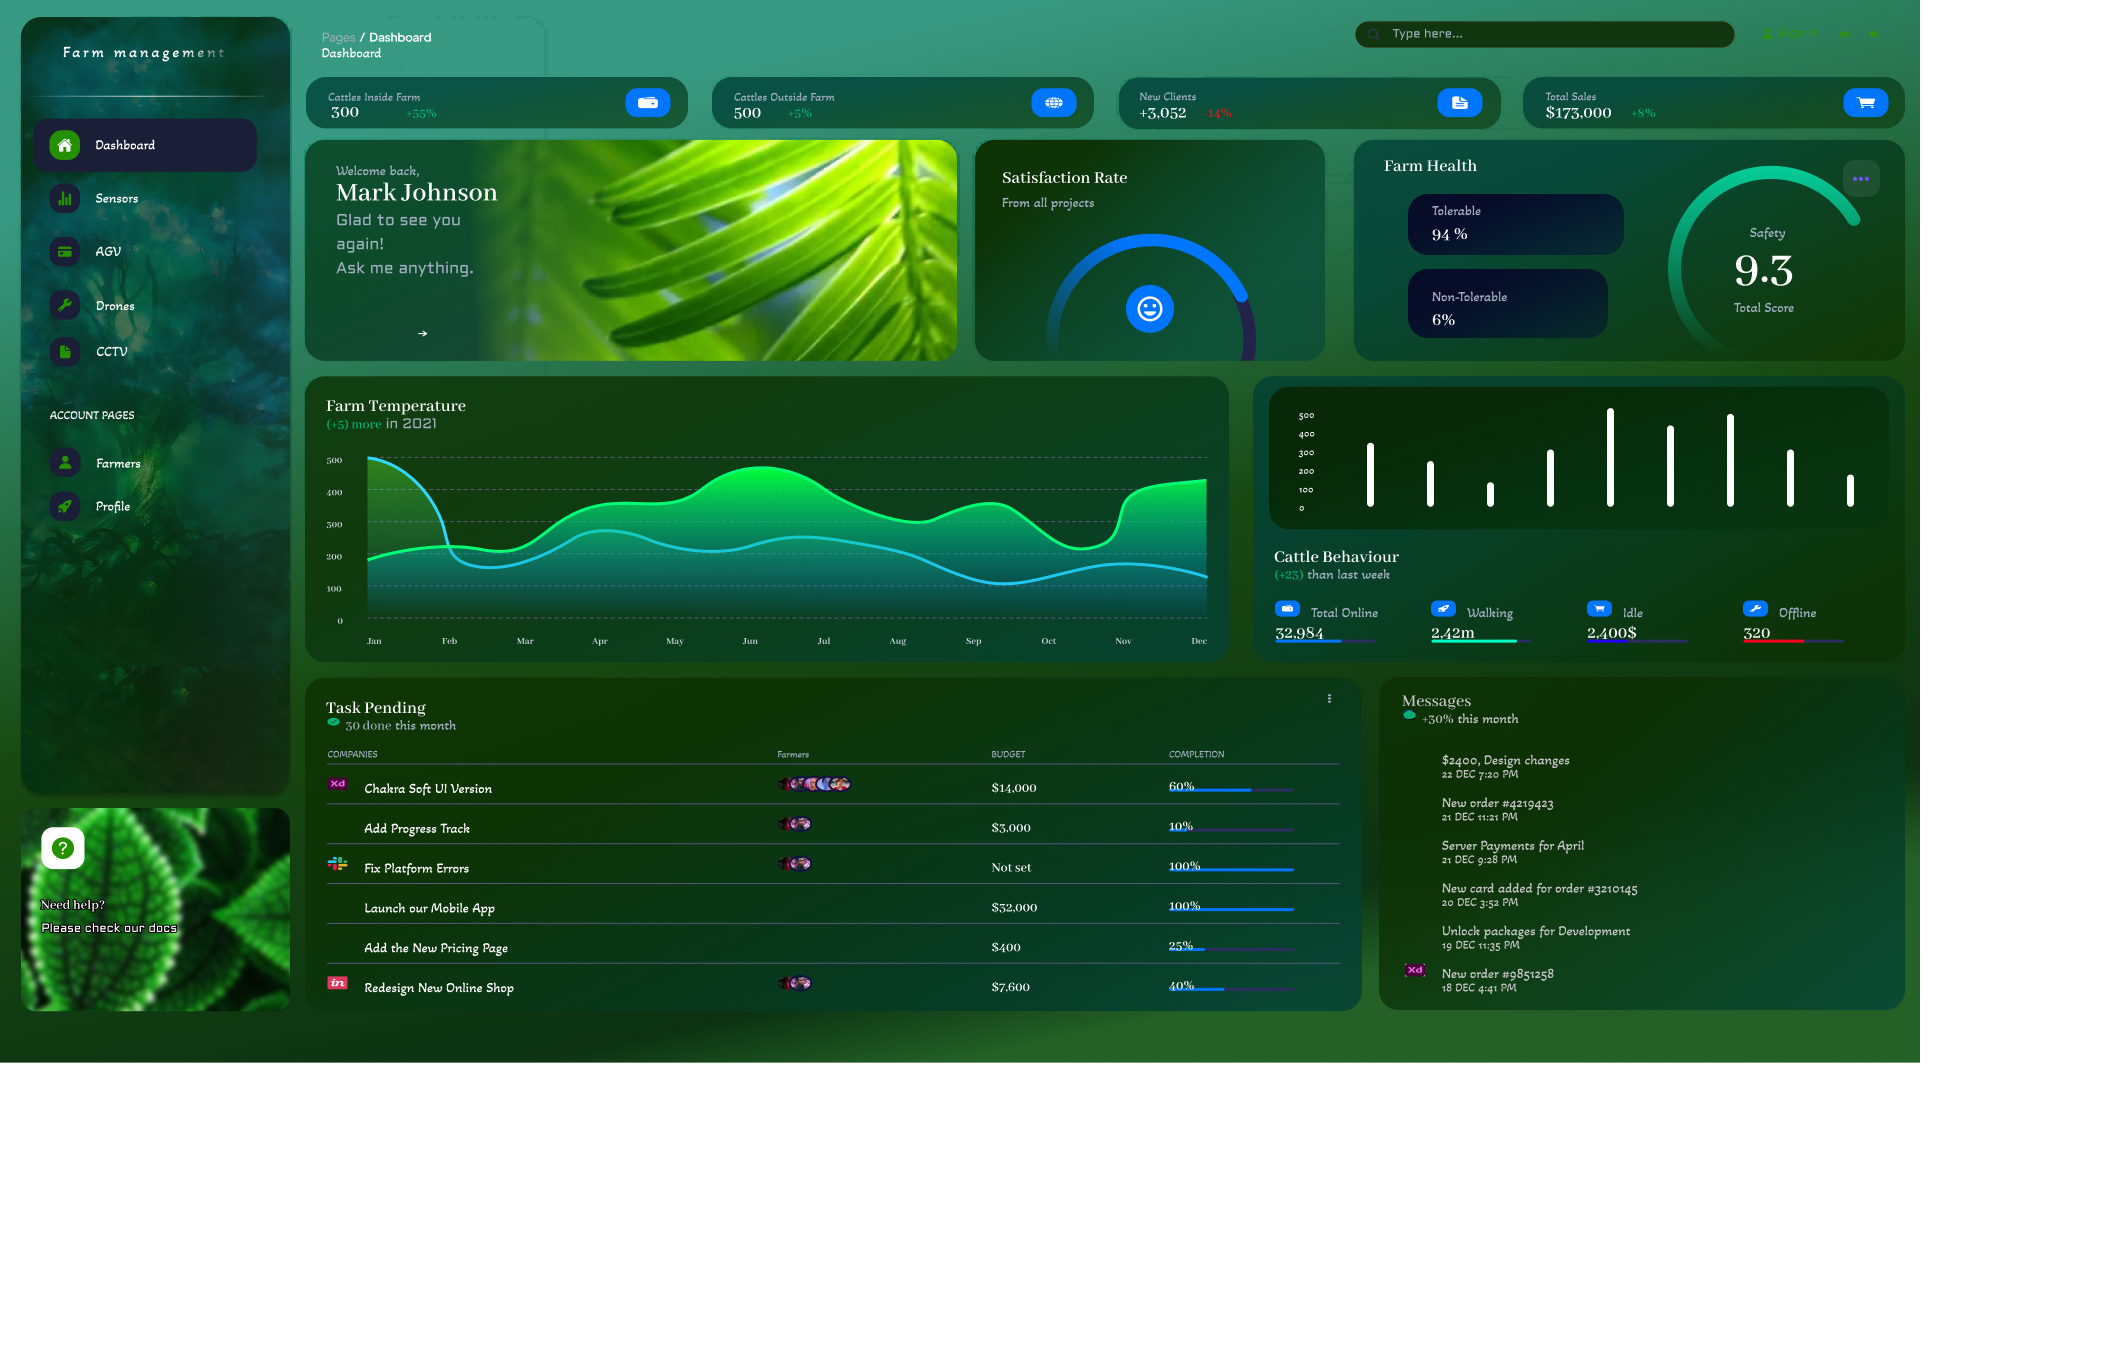 Farm management
Dashboard
Sensors
AGV
Drones
CCTV
ACCOUNT PAGES
Farmers
Profile
?
Need help?
Please check our docs
Pages / Dashboard
Dashboard
Type here...
Sign In
Cattles Inside Farm
300 +55%
Cattles Outside Farm
500 +5%
New Clients
+3,052 -14%
Total Sales
$173,000 +8%
Welcome back,
Mark Johnson
Glad to see you
again!
Ask me anything.
Satisfaction Rate
From all projects
Farm Health
Tolerable
94 %
Non-Tolerable
6%
Safety
9.3
Total Score
Farm Temperature
(+5) more in 2021
500
400
300
200
100
0
Jan Feb Mar Apr May Jun Jul Aug Sep Oct Nov Dec
500
400
300
200
100
0
Cattle Behaviour
(+23) than last week
Total Online Walking Idle Offline
32,984 2,42m 2,400$ 320
Task Pending
30 done this month
COMPANIES Farmers BUDGET COMPLETION
Xd Chakra Soft UI Version $14,000 60%
Add Progress Track $3,000 10%
Fix Platform Errors Not set 100%
Launch our Mobile App $32,000 100%
Add the New Pricing Page $400 25%
in Redesign New Online Shop $7,600 40%
Messages
+30% this month
$2400, Design changes
22 DEC 7:20 PM
New order #4219423
21 DEC 11:21 PM
Server Payments for April
21 DEC 9:28 PM
New card added for order #3210145
20 DEC 3:52 PM
Unlock packages for Development
19 DEC 11:35 PM
Xd New order #9851258
18 DEC 4:41 PM